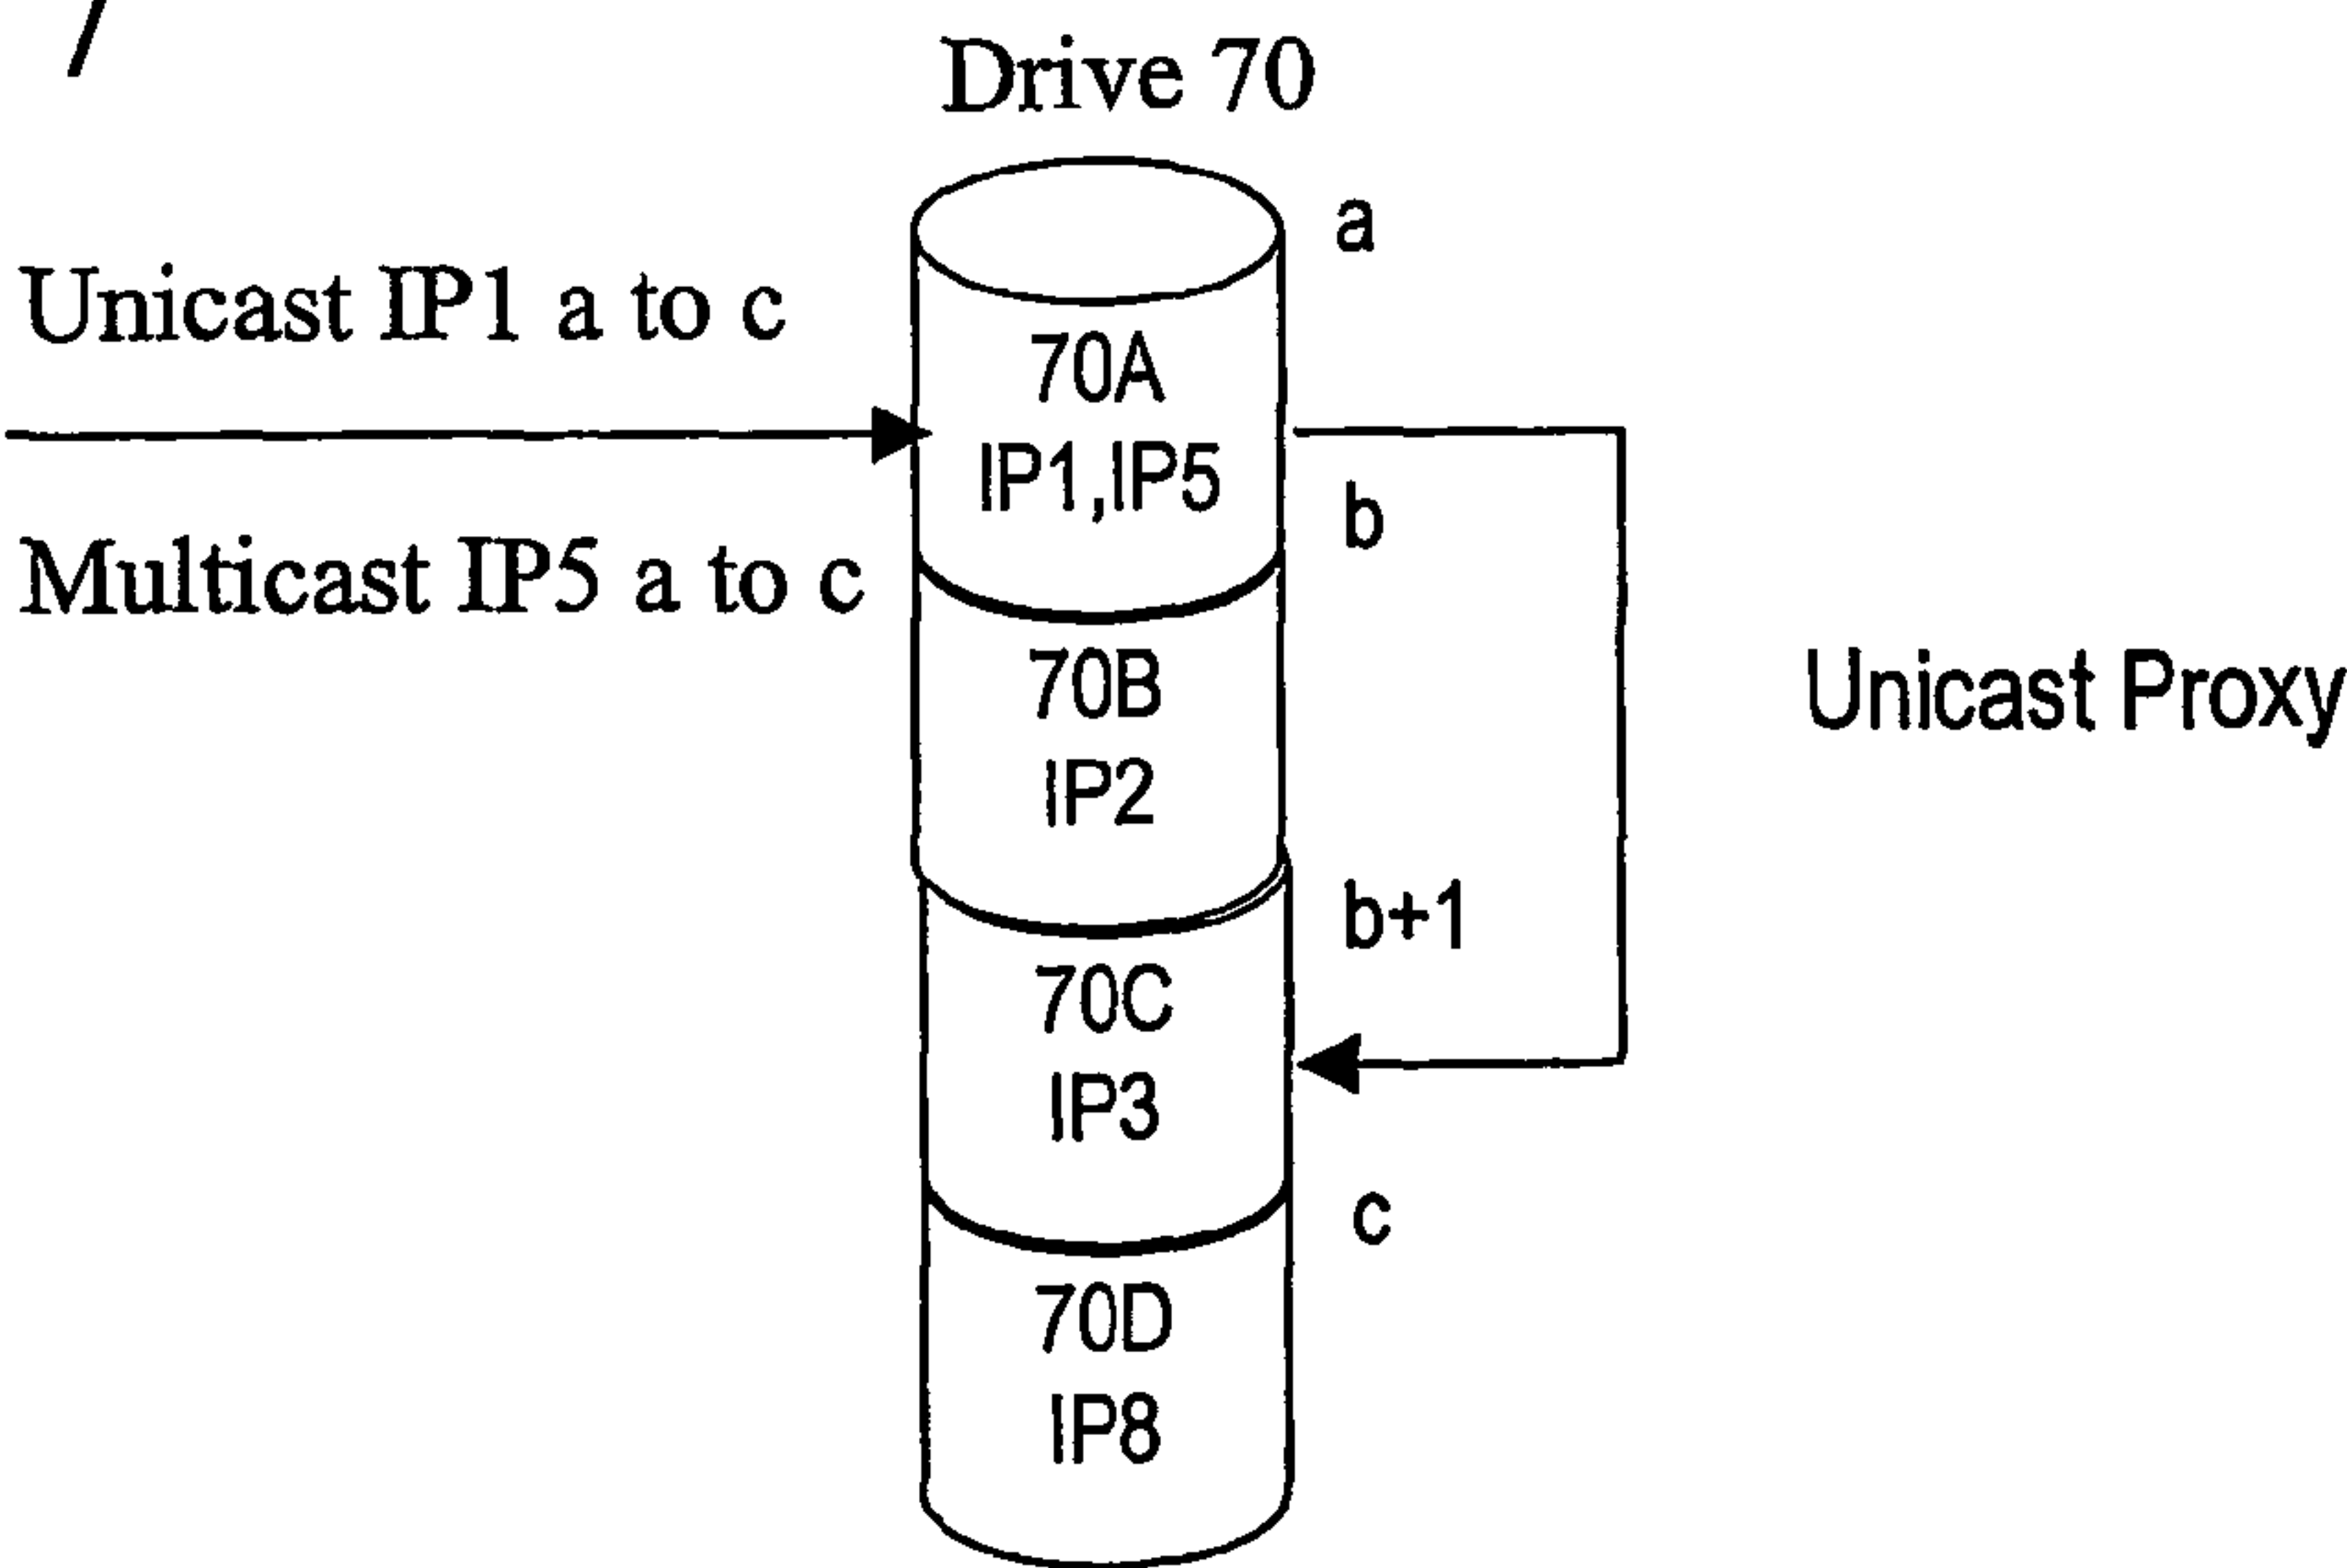 Drive 70
a
Unicast IP1 a to c
70A
IP1,IP5
b
Multicast IP5 a to c
70B
IP2
Unicast Proxy
b+1
70C
IP3
c
70D
IP8